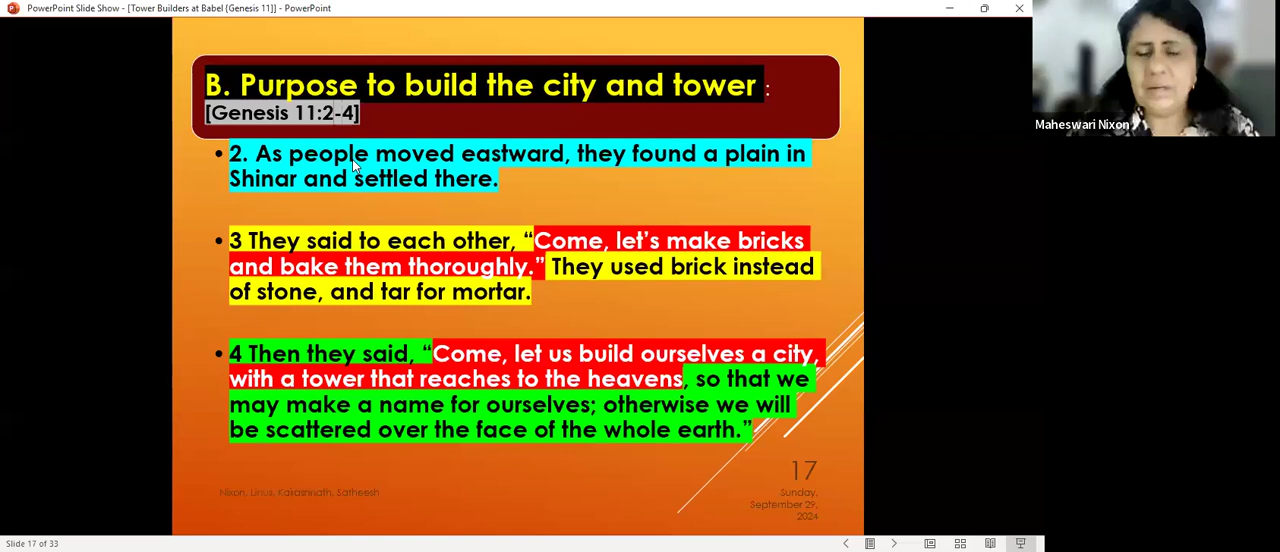 PowerPoint Slide Show - [Tower Builders at Babel {Genesis 11]] - PowerPoint
Maheswari Nixon
B. Purpose to build the city and tower :
[Genesis 11:2-4]
• 2. As people moved eastward, they found a plain in
Shinar and settled there.
• 3 They said to each other, “Come, let’s make bricks
and bake them thoroughly.” They used brick instead
of stone, and tar for mortar.
• 4 Then they said, “Come, let us build ourselves a city,
with a tower that reaches to the heavens, so that we
may make a name for ourselves; otherwise we will
be scattered over the face of the whole earth.”
17
Nixon, Linus, Kailashnath, Satheesh
Sunday,
September 29,
2024
Slide 17 of 33